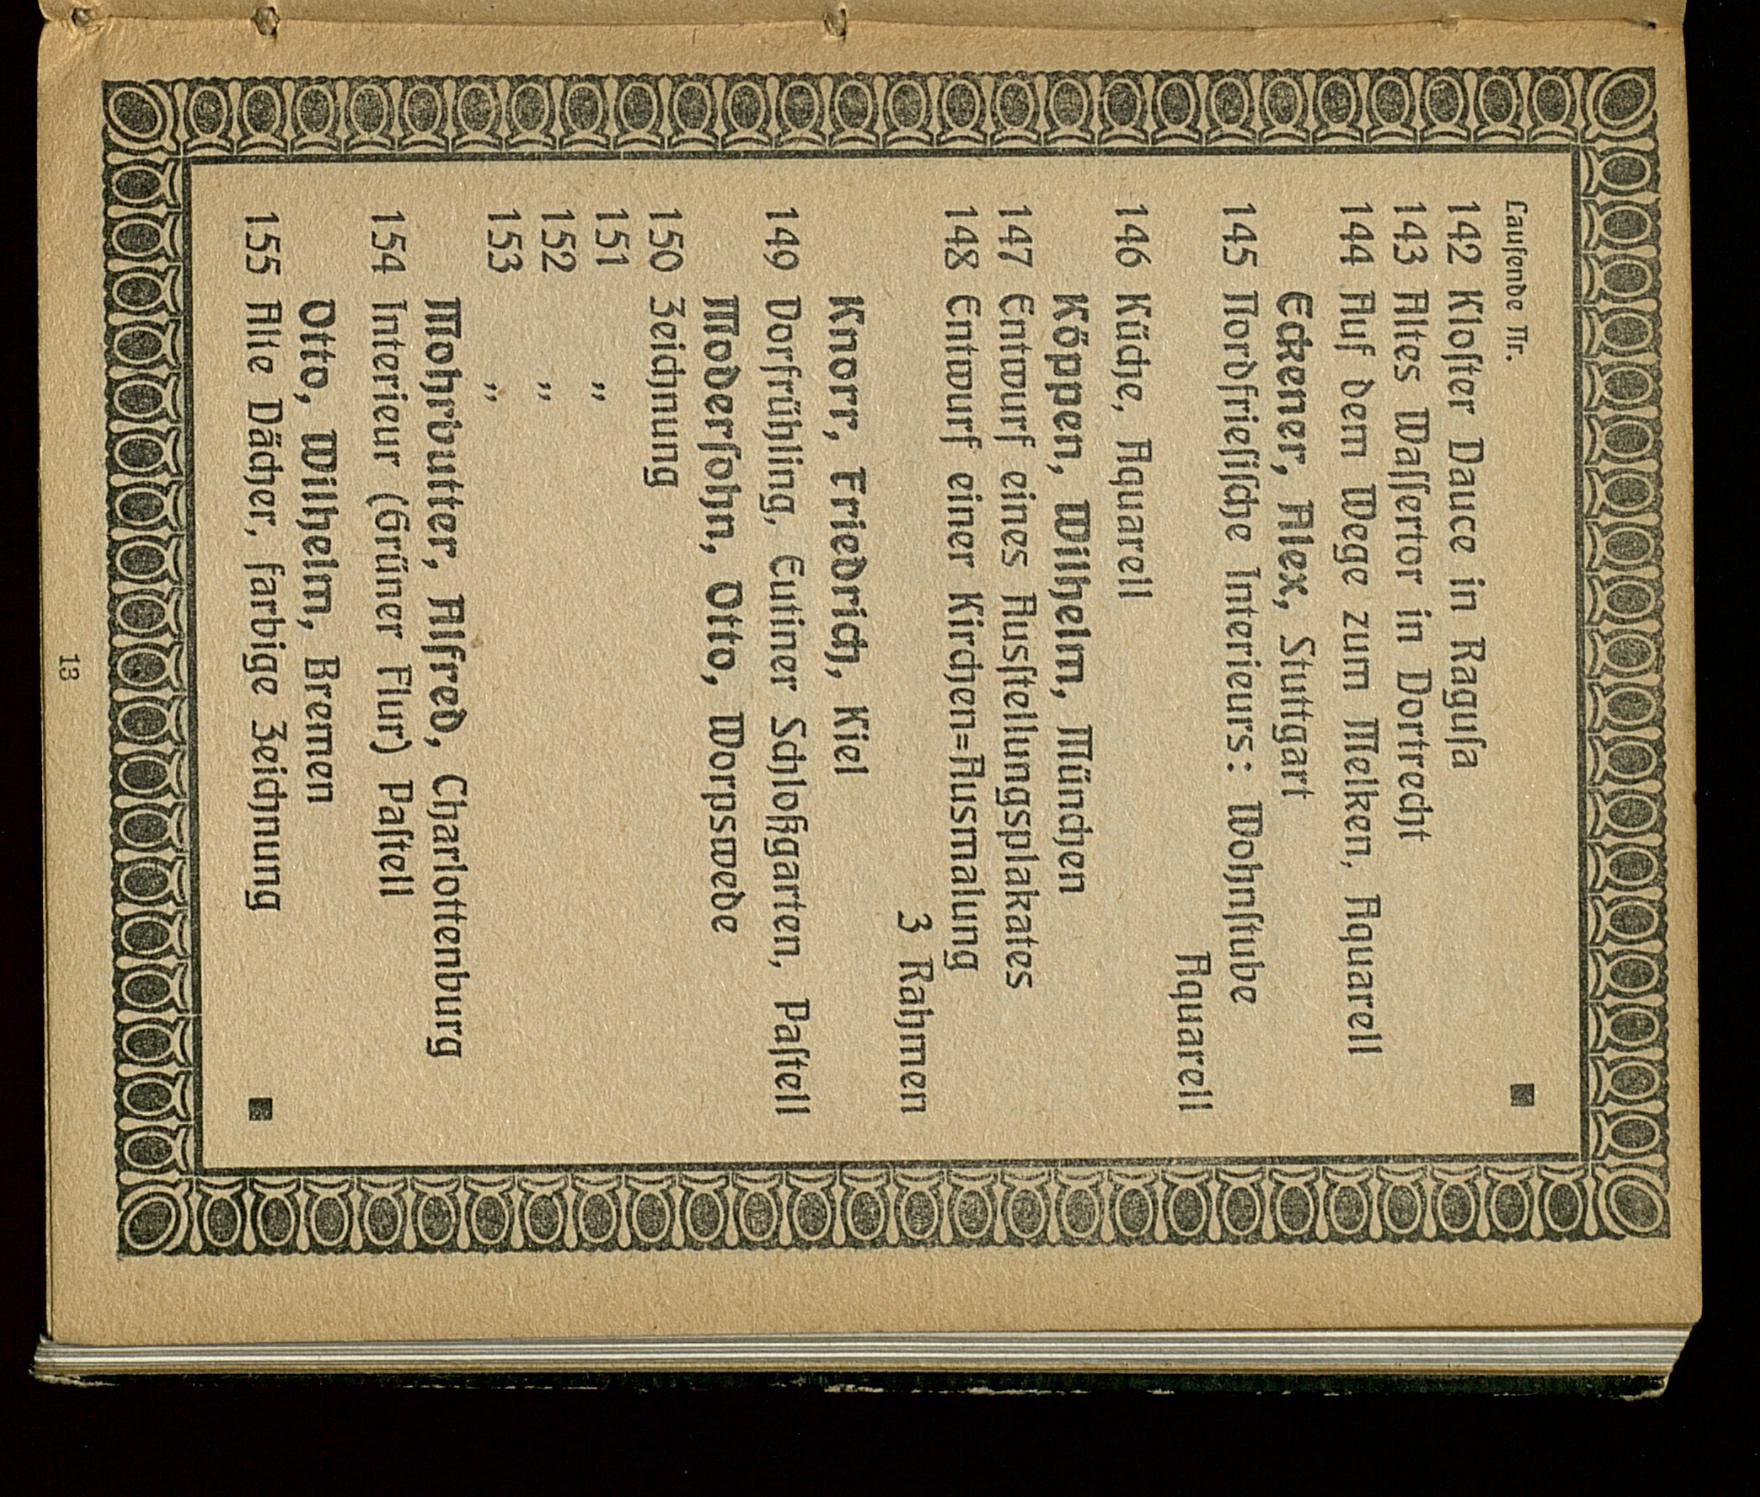 Laufende Nr.
142 Kloſter Dauce in Raguſa
143 Altes Waſſertor in Dortrecht
144 Auf dem Wege zum Melken, Aquarell
Eckener, Alex, Stuttgart
145 Nordfrieſiſche Interieurs: Wohnſtube
Aquarell
146 Küche, Aquarell
Köppen, Wilhelm, München
147 Entwurf eines Ausſtellungsplakates
148 Entwurf einer Kirchen=Ausmalung
3 Rahmen
Knorr, Friedrich, Kiel
149 Dorfrühling, Eutiner Schloßgarten, Paſtell
Moderſohn, Otto, Worpswede
150 Zeichnung
151 „
152 „
153 „
Mohrbutter, Alfred, Charlottenburg
154 Interieur (Grüner Flur) Paſtell
Otto, Wilhelm, Bremen
155 Alte Dächer, farbige Zeichnung
13